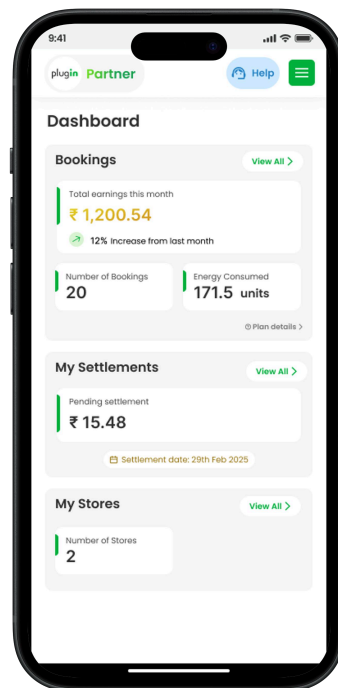 9:41
plugin Partner
Help
Dashboard
Bookings
View All >
Total earnings this month
₹ 1,200.54
12% Increase from last month
Number of Bookings
20
Energy Consumed
171.5 units
Plan details >
My Settlements
View All >
Pending settlement
₹ 15.48
Settlement date: 29th Feb 2025
My Stores
View All >
Number of Stores
2